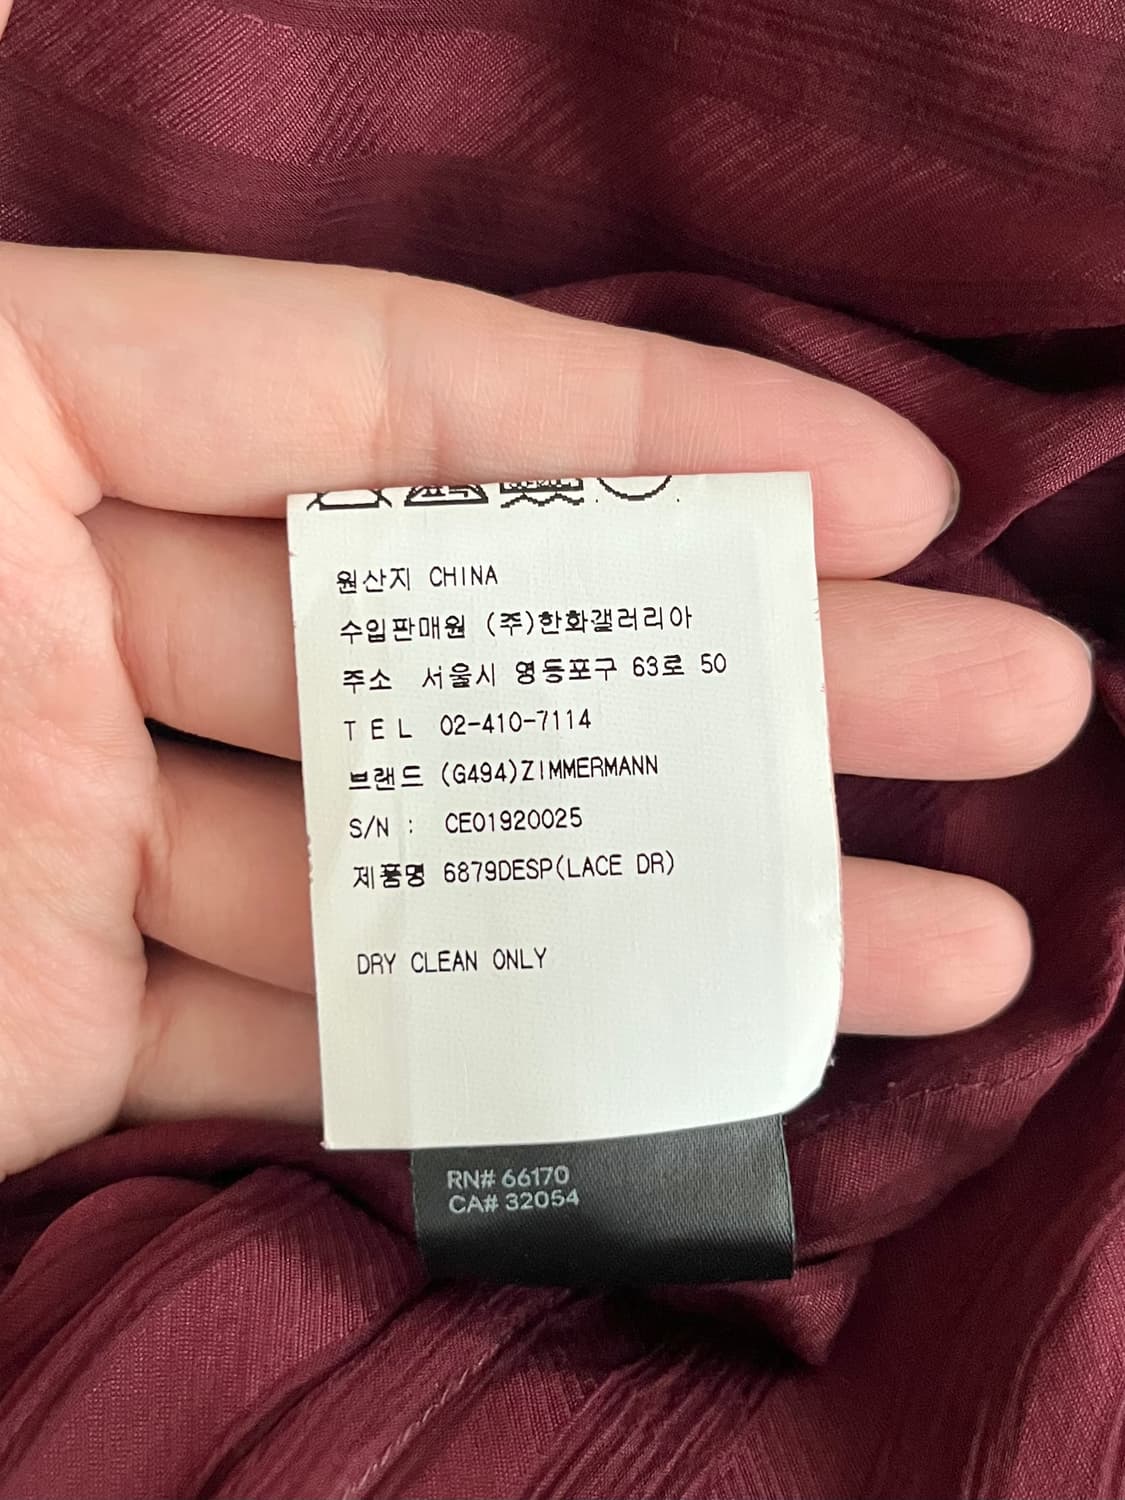 원산지 CHINA
수입판매원 (주)한화갤러리아
주소 서울시 영등포구 63로 50
TEL 02-410-7114
브랜드 (G494)ZIMMERMANN
S/N : CE01920025
제품명 6879DESP(LACE DR)
DRY CLEAN ONLY
RN# 66170
CA# 32054